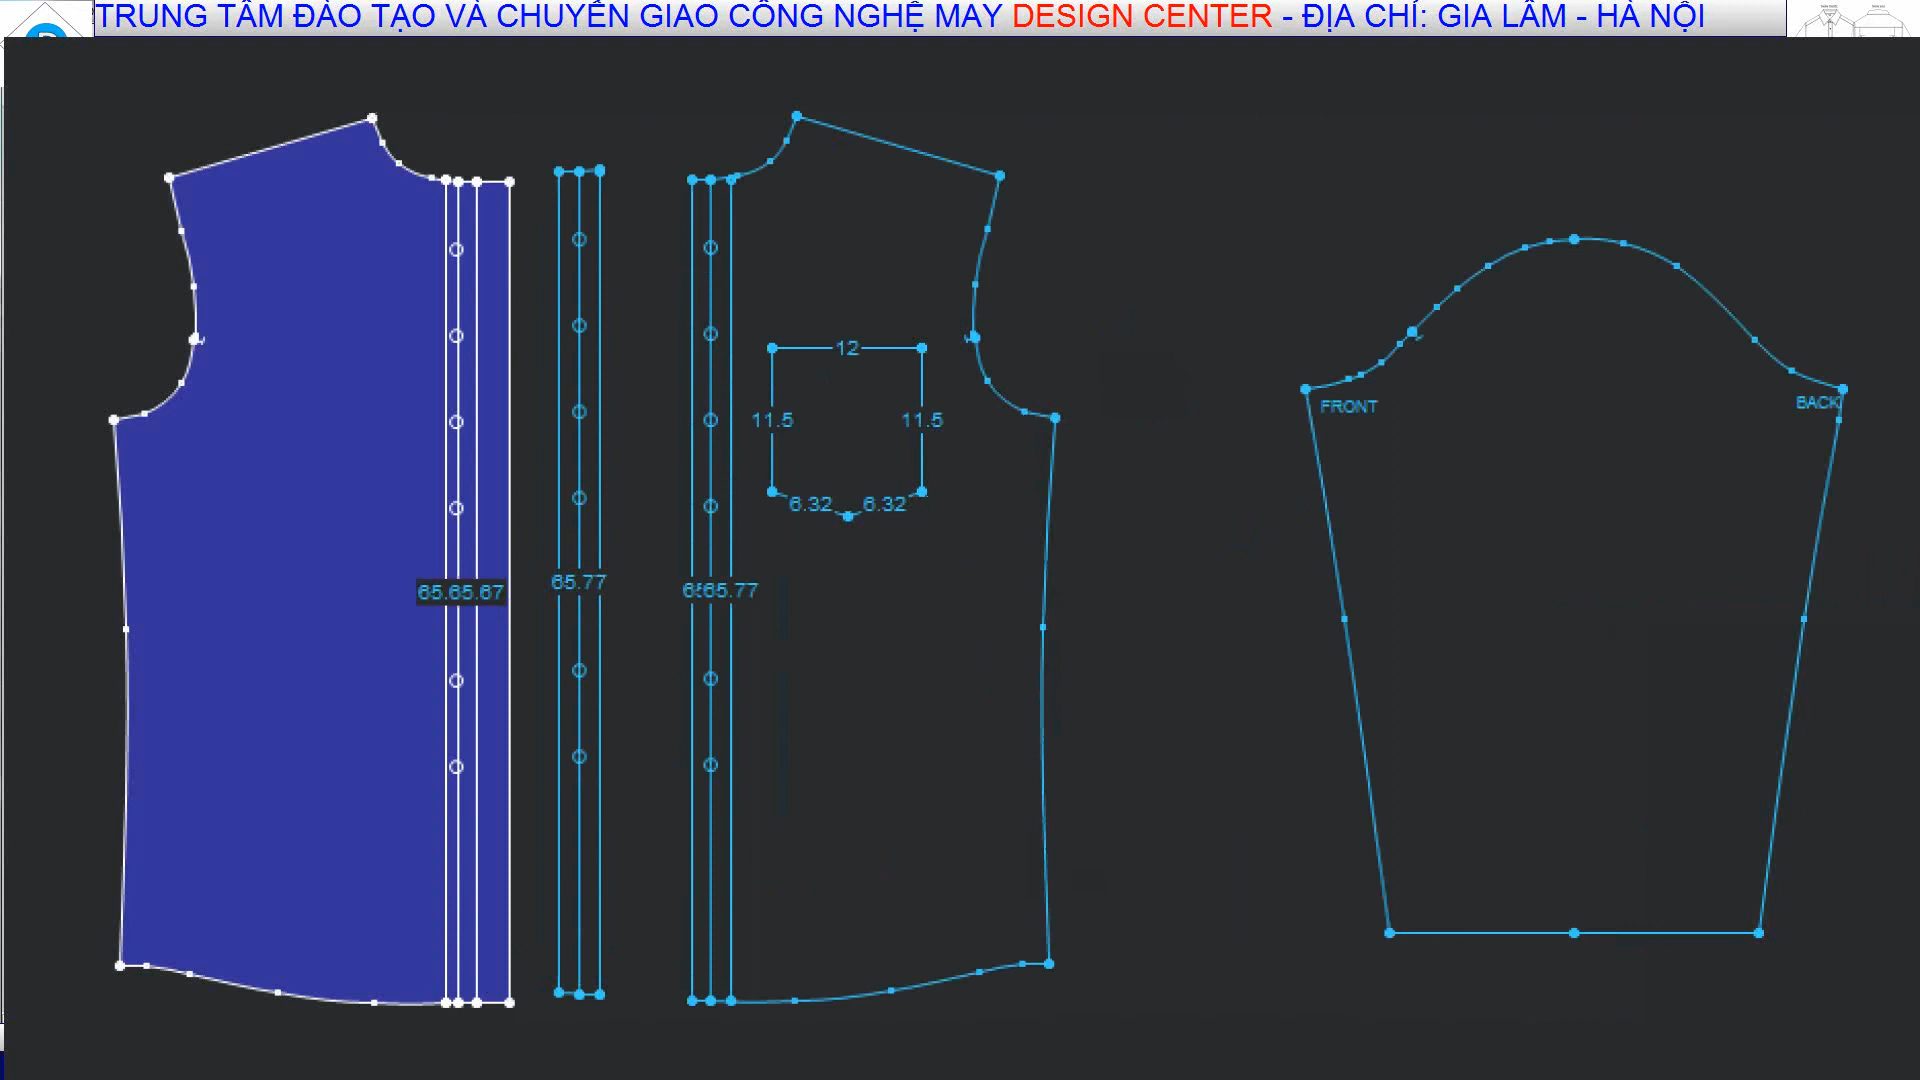 TRUNG TÂM ĐÀO TẠO VÀ CHUYỂN GIAO CÔNG NGHỆ MAY DESIGN CENTER - ĐỊA CHỈ: GIA LÂM - HÀ NỘI
12
11.5 11.5
6.32 6.32
FRONT
BACK
65.65.67
65.77
65.77